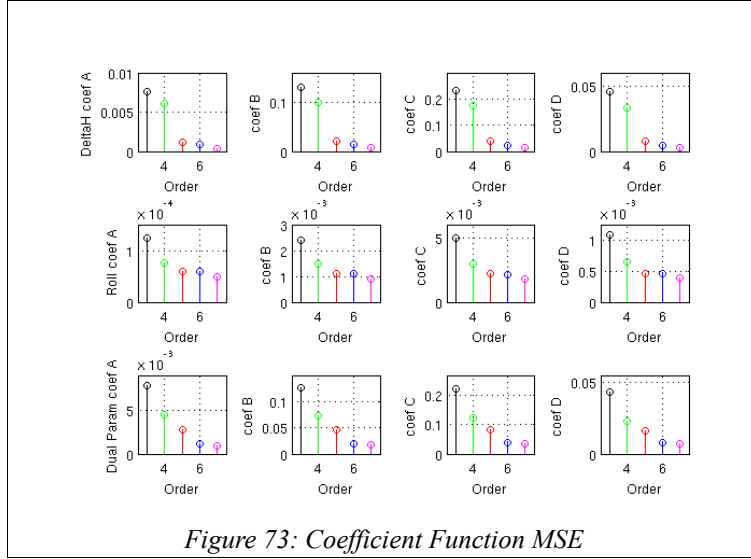 DeltaH coef A
0.01
0.005
0
4 6
Order
coef B
0.1
0
4 6
Order
coef C
0.2
0.1
0
4 6
Order
coef D
0.05
0
4 6
Order
Roll coef A
× 10⁻⁴
1
0
4 6
Order
coef B
× 10⁻³
3
2
1
0
4 6
Order
coef C
× 10⁻³
5
0
4 6
Order
coef D
× 10⁻³
1
0.5
0
4 6
Order
Dual Param coef A
× 10⁻³
5
0
4 6
Order
coef B
0.1
0.05
0
4 6
Order
coef C
0.2
0.1
0
4 6
Order
coef D
0.05
0
4 6
Order
Figure 73: Coefficient Function MSE